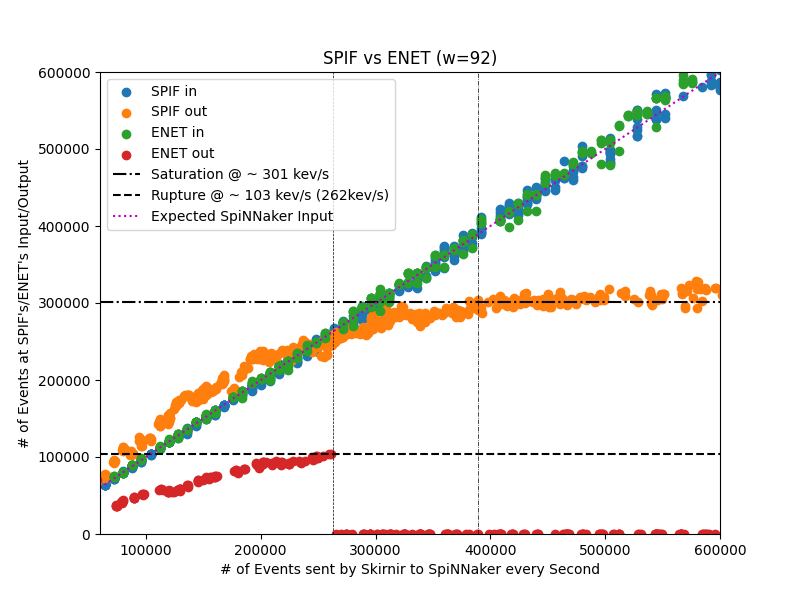 SPIF vs ENET (w=92)
600000
500000
400000
300000
200000
100000
0
# of Events at SPIF's/ENET's Input/Output
SPIF in
SPIF out
ENET in
ENET out
Saturation @ ~ 301 kev/s
Rupture @ ~ 103 kev/s (262kev/s)
Expected SpiNNaker Input
100000 200000 300000 400000 500000 600000
# of Events sent by Skirnir to SpiNNaker every Second